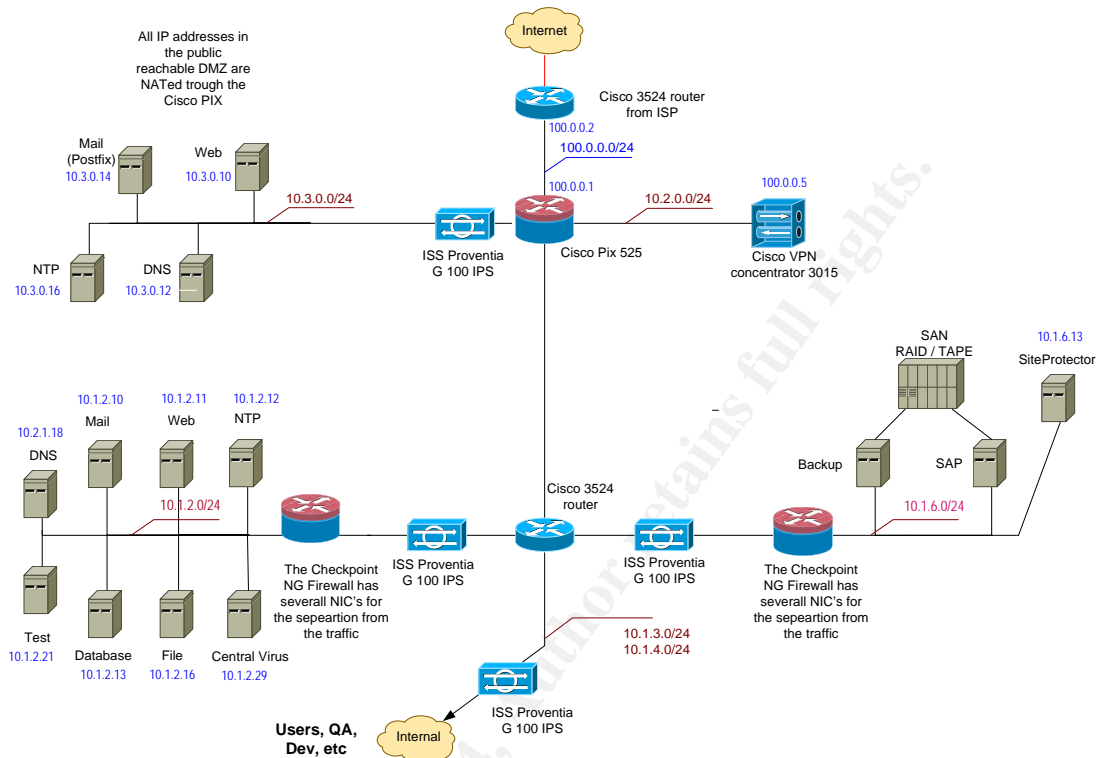 Internet
All IP addresses in
the public
reachable DMZ are
NATed trough the
Cisco PIX
Cisco 3524 router
from ISP
100.0.0.2
100.0.0.0/24
Mail
(Postfix)
10.3.0.14
Web
10.3.0.10
10.3.0.0/24
100.0.0.1
10.2.0.0/24
100.0.0.5
ISS Proventia
G 100 IPS
Cisco Pix 525
Cisco VPN
concentrator 3015
NTP
10.3.0.16
DNS
10.3.0.12
SAN
RAID / TAPE
10.1.6.13
SiteProtector
10.1.2.10
Mail
10.1.2.11
Web
10.1.2.12
NTP
10.2.1.18
DNS
Backup
SAP
Cisco 3524
router
10.1.2.0/24
10.1.6.0/24
The Checkpoint
NG Firewall has
severall NIC's for
the sepeartion from
the traffic
ISS Proventia
G 100 IPS
ISS Proventia
G 100 IPS
The Checkpoint
NG Firewall has
severall NIC's for
the sepeartion from
the traffic
10.1.3.0/24
10.1.4.0/24
Test
10.1.2.21
Database
10.1.2.13
File
10.1.2.16
Central Virus
10.1.2.29
ISS Proventia
G 100 IPS
Users, QA,
Dev, etc
Internal
4, Author retains full rights.